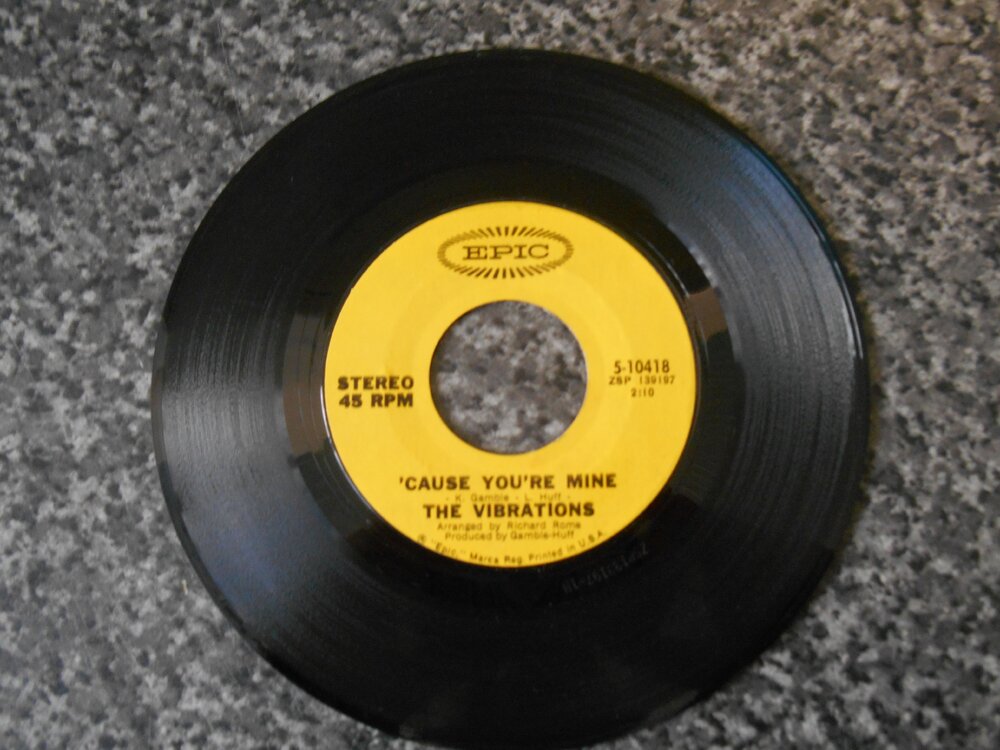 EPIC
STEREO
45 RPM
5-10418
ZSP 139197
2:10
'CAUSE YOU'RE MINE
- K. Gamble - L. Huff -
THE VIBRATIONS
Arranged by Richard Rome
Produced by Gamble-Huff
® "Epic," Marca Reg. Printed in U.S.A.